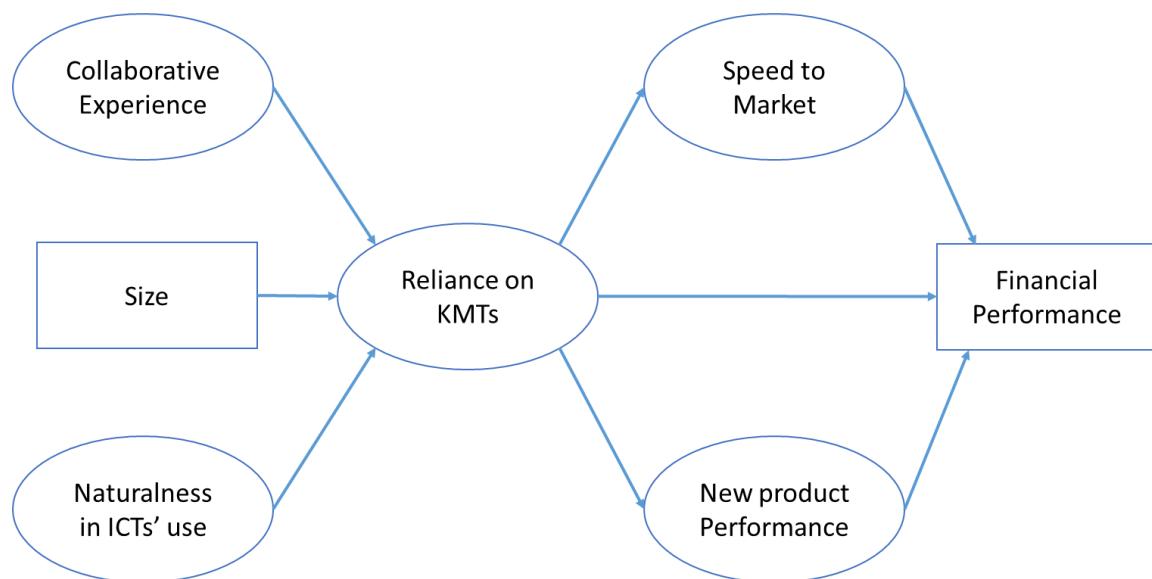 Collaborative
Experience
Speed to
Market
Size
Reliance on
KMTs
Financial
Performance
Naturalness
in ICTs’ use
New product
Performance